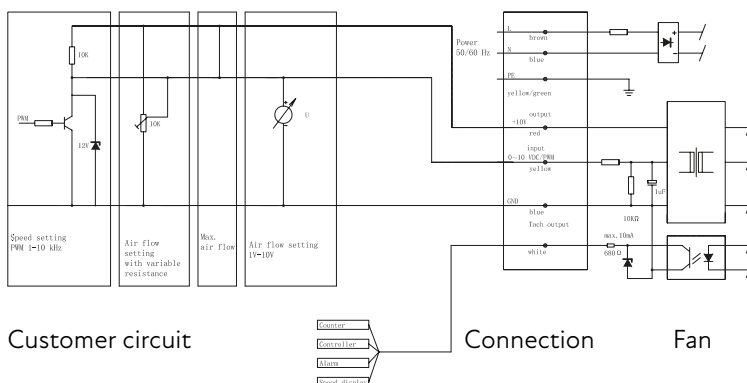 10K
PWM
12V
Speed setting
PWM 1-10 kHz
10K
Air flow
setting
with variable
resistance
Max.
air flow
U
Air flow setting
1V-10V
Power
50/60 Hz
L
brown
N
blue
PE
yellow/green
output
+10V
red
input
0~10 VDC/PWM
yellow
GND
blue
Tach output
white
1uF
10KΩ
max.10mA
680Ω
Customer circuit
Connection
Fan
Counter
Controller
Alarm
Speed display